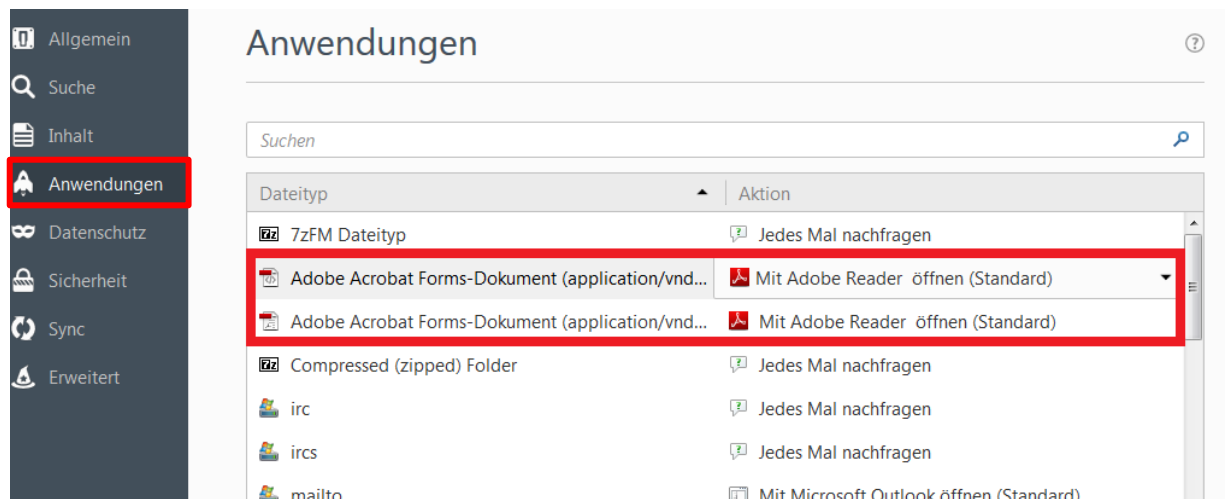 Allgemein
Suche
Inhalt
Anwendungen
Datenschutz
Sicherheit
Sync
Erweitert
Anwendungen
?
Suchen
Dateityp Aktion
7z 7zFM Dateityp Jedes Mal nachfragen
Adobe Acrobat Forms-Dokument (application/vnd... Mit Adobe Reader öffnen (Standard)
Adobe Acrobat Forms-Dokument (application/vnd... Mit Adobe Reader öffnen (Standard)
7z Compressed (zipped) Folder Jedes Mal nachfragen
irc Jedes Mal nachfragen
ircs Jedes Mal nachfragen
mailto Mit Microsoft Outlook öffnen (Standard)